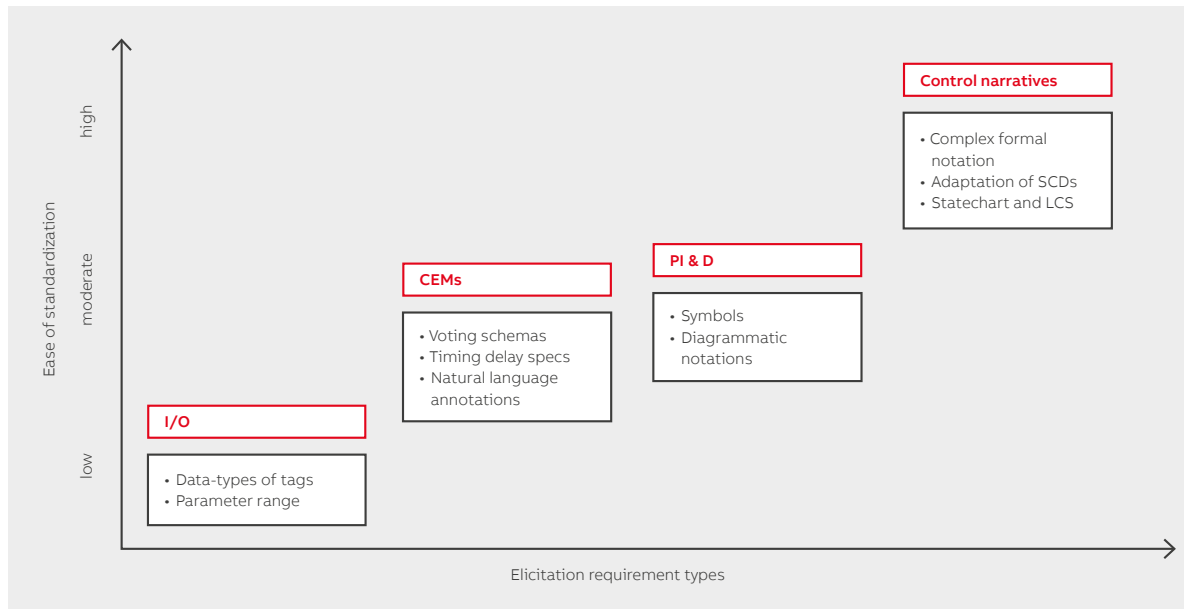 Control narratives
• Complex formal
notation
• Adaptation of SCDs
• Statechart and LCS
high
PI & D
• Symbols
• Diagrammatic
notations
CEMs
• Voting schemas
• Timing delay specs
• Natural language
annotations
moderate
Ease of standardization
I/O
• Data-types of tags
• Parameter range
low
Elicitation requirement types